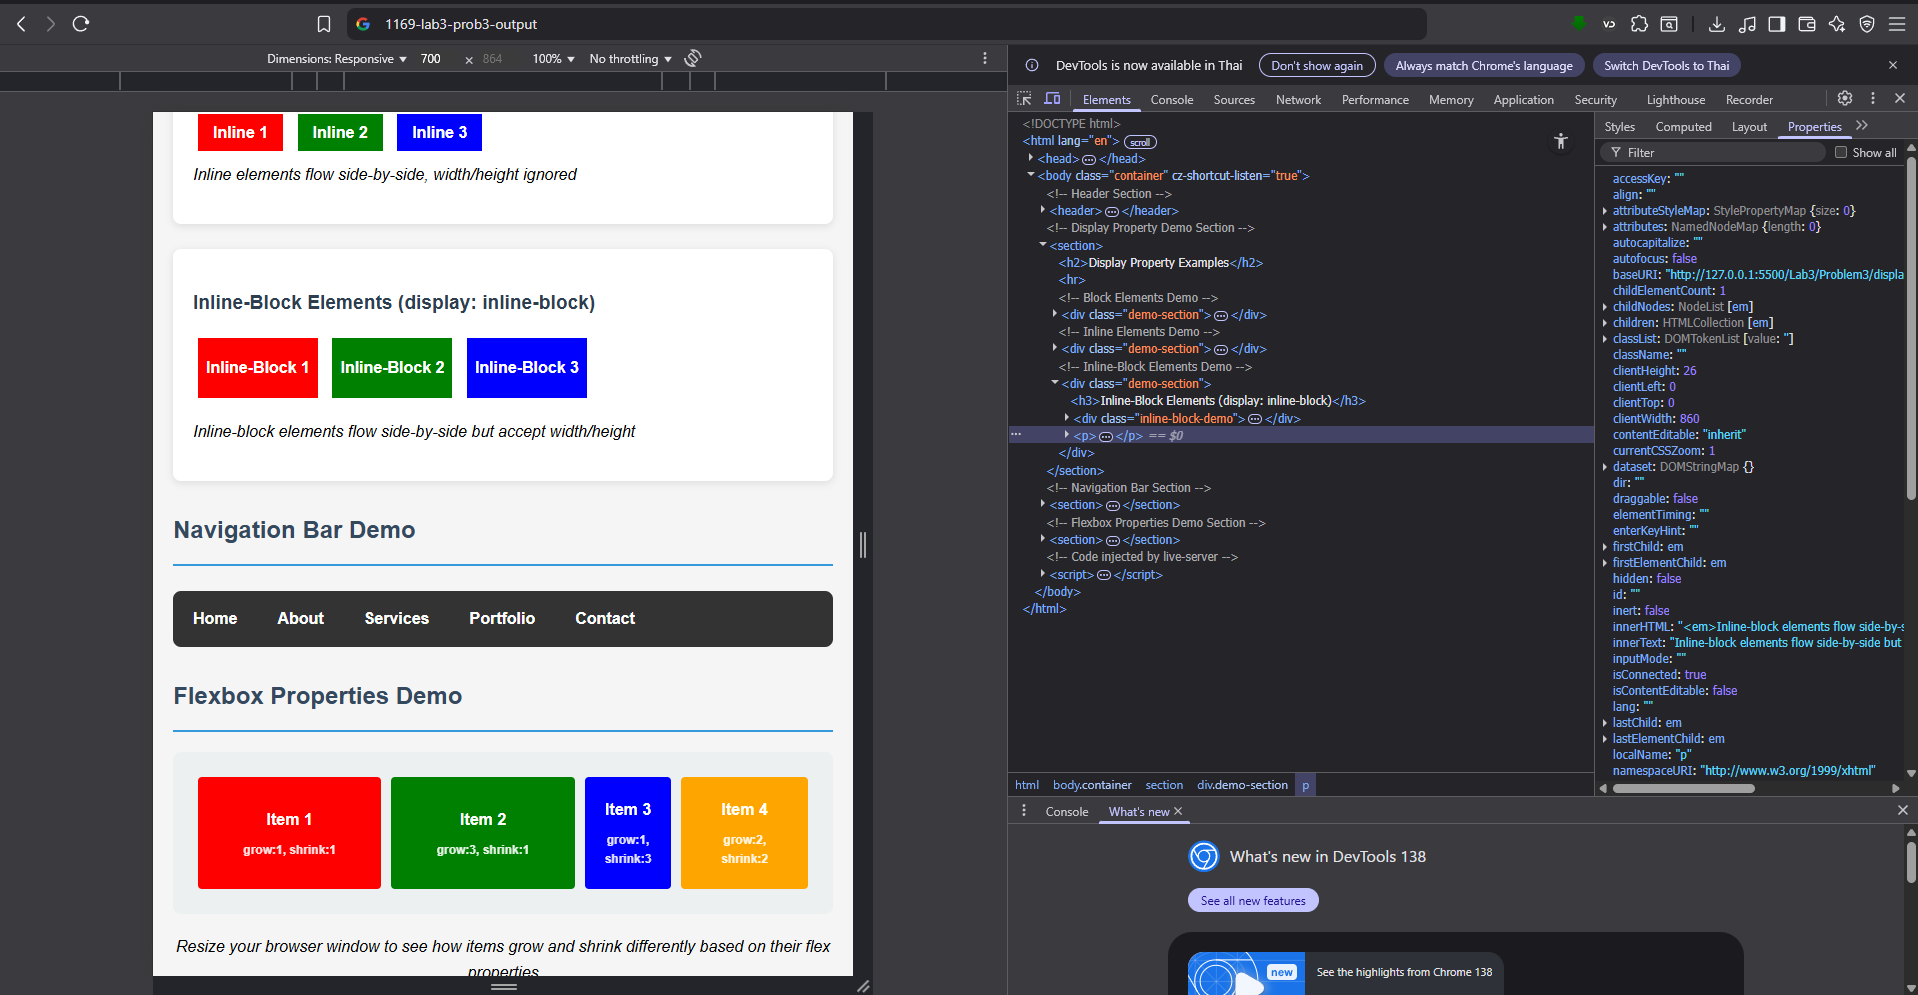 1169-lab3-prob3-output
VD
Dimensions: Responsive ▼ 700 × 864 100% ▼ No throttling ▼
Inline 1 Inline 2 Inline 3
Inline elements flow side-by-side, width/height ignored
Inline-Block Elements (display: inline-block)
Inline-Block 1 Inline-Block 2 Inline-Block 3
Inline-block elements flow side-by-side but accept width/height
Navigation Bar Demo
Home About Services Portfolio Contact
Flexbox Properties Demo
Item 1
grow:1, shrink:1
Item 2
grow:3, shrink:1
Item 3
grow:1,
shrink:3
Item 4
grow:2,
shrink:2
Resize your browser window to see how items grow and shrink differently based on their flex
properties
DevTools is now available in Thai Don't show again Always match Chrome's language Switch DevTools to Thai
Elements Console Sources Network Performance Memory Application Security Lighthouse Recorder
<!DOCTYPE html>
<html lang="en"> scroll
<head> … </head>
<body class="container" cz-shortcut-listen="true">
<!-- Header Section -->
<header> … </header>
<!-- Display Property Demo Section -->
<section>
<h2>Display Property Examples</h2>
<hr>
<!-- Block Elements Demo -->
<div class="demo-section"> … </div>
<!-- Inline Elements Demo -->
<div class="demo-section"> … </div>
<!-- Inline-Block Elements Demo -->
<div class="demo-section">
<h3>Inline-Block Elements (display: inline-block)</h3>
<div class="inline-block-demo"> … </div>
<p> … </p> == $0
</div>
</section>
<!-- Navigation Bar Section -->
<section> … </section>
<!-- Flexbox Properties Demo Section -->
<section> … </section>
<!-- Code injected by live-server -->
<script> … </script>
</body>
</html>
html body.container section div.demo-section p
Styles Computed Layout Properties
Filter Show all
accessKey: ""
align: ""
attributeStyleMap: StylePropertyMap {size: 0}
attributes: NamedNodeMap {length: 0}
autocapitalize: ""
autofocus: false
baseURI: "http://127.0.0.1:5500/Lab3/Problem3/displa
childElementCount: 1
childNodes: NodeList [em]
children: HTMLCollection [em]
classList: DOMTokenList [value: '']
className: ""
clientHeight: 26
clientLeft: 0
clientTop: 0
clientWidth: 860
contentEditable: "inherit"
currentCSSZoom: 1
dataset: DOMStringMap {}
dir: ""
draggable: false
elementTiming: ""
enterKeyHint: ""
firstChild: em
firstElementChild: em
hidden: false
id: ""
inert: false
innerHTML: "<em>Inline-block elements flow side-by-s
innerText: "Inline-block elements flow side-by-side but
inputMode: ""
isConnected: true
isContentEditable: false
lang: ""
lastChild: em
lastElementChild: em
localName: "p"
namespaceURI: "http://www.w3.org/1999/xhtml"
Console What's new
What's new in DevTools 138
See all new features
new
See the highlights from Chrome 138